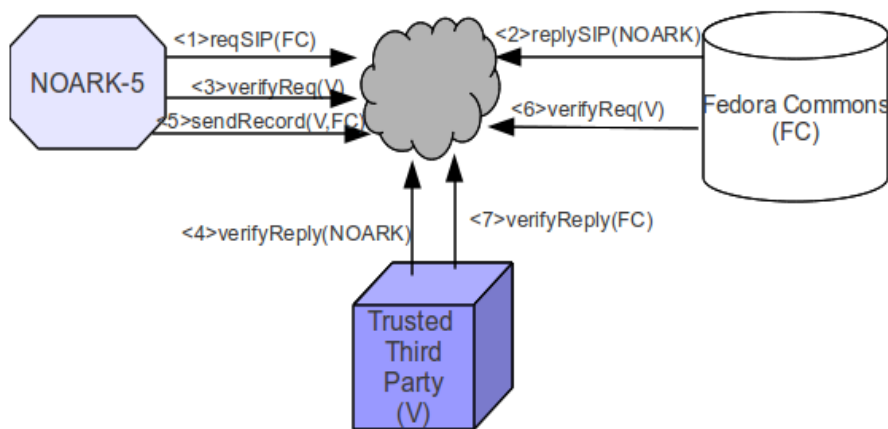 <1>reqSIP(FC)
<2>replySIP(NOARK)
NOARK-5
<3>verifyReq(V)
<5>sendRecord(V,FC)
<6>verifyReq(V)
Fedora Commons
(FC)
<4>verifyReply(NOARK)
<7>verifyReply(FC)
Trusted
Third
Party
(V)